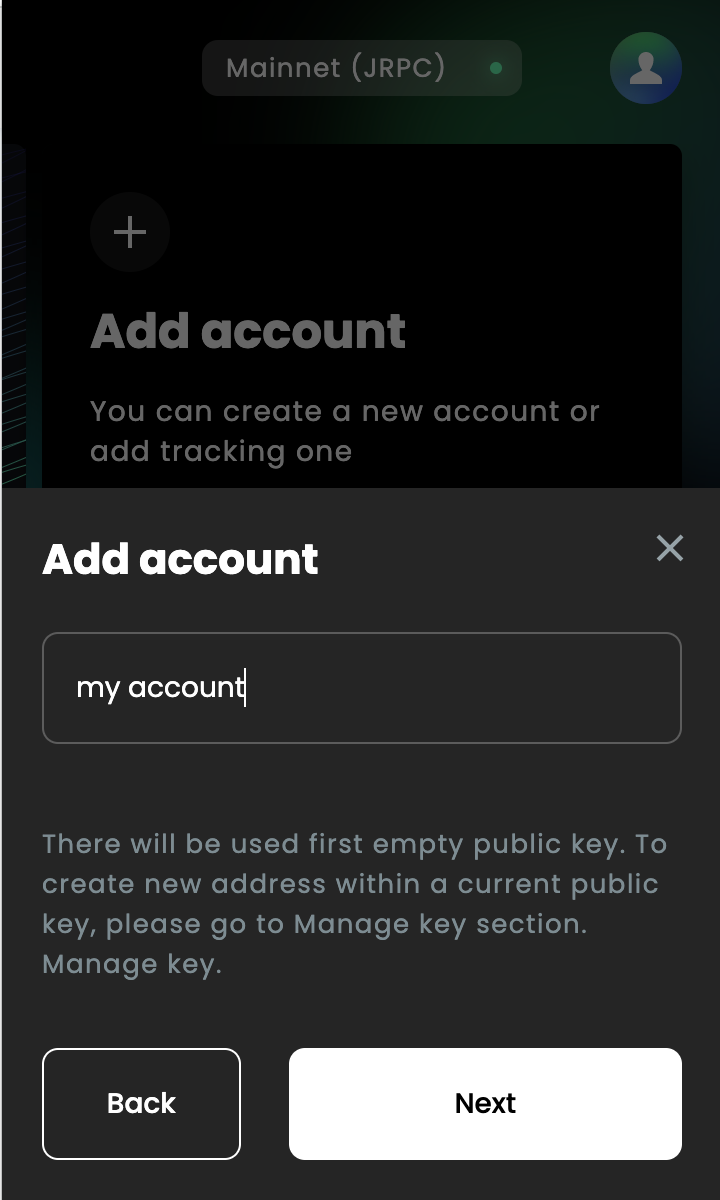 Mainnet (JRPC)
Add account
You can create a new account or
add tracking one
Add account
my account
There will be used first empty public key. To
create new address within a current public
key, please go to Manage key section.
Manage key.
Back
Next